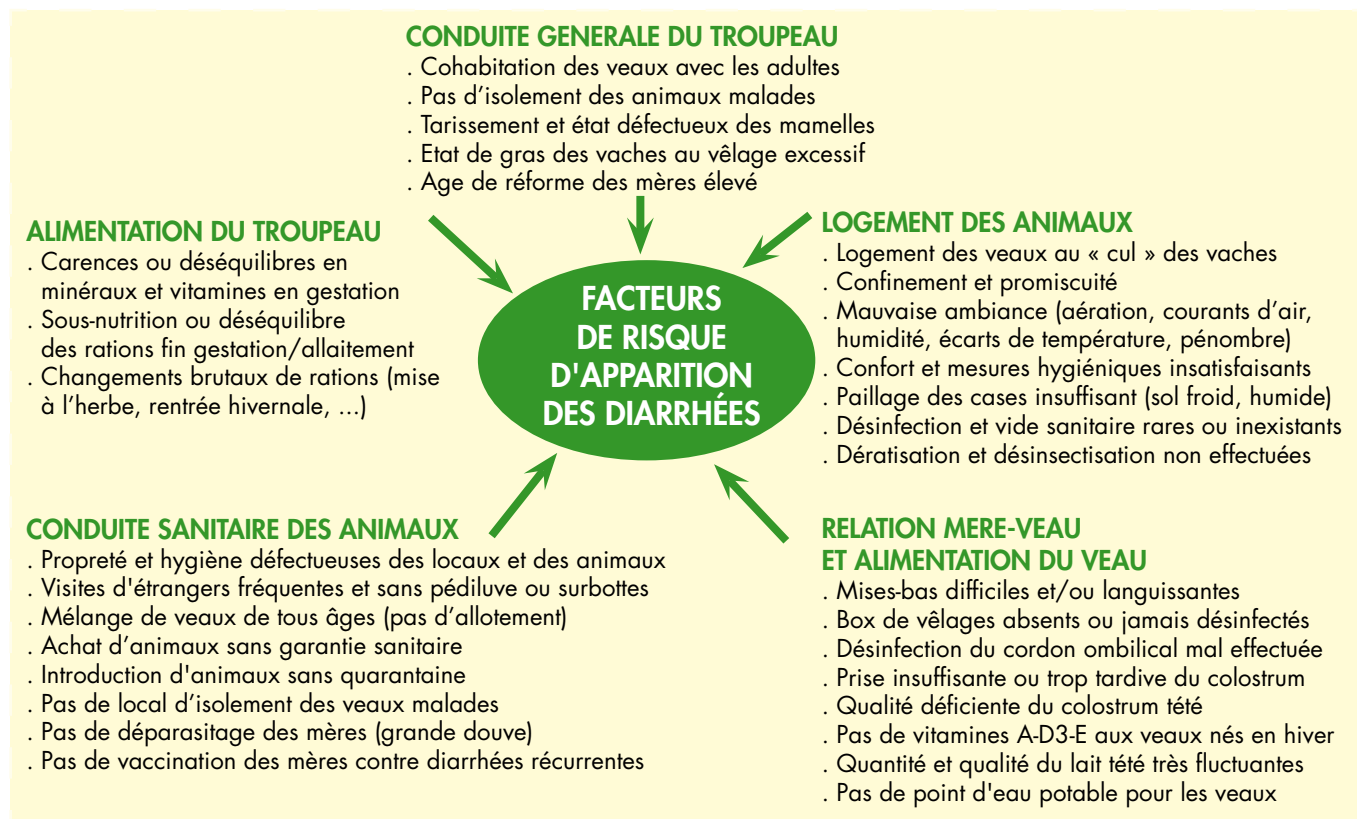 CONDUITE GENERALE DU TROUPEAU
. Cohabitation des veaux avec les adultes
. Pas d'isolement des animaux malades
. Tarissement et état défectueux des mamelles
. Etat de gras des vaches au vêlage excessif
. Age de réforme des mères élevé
ALIMENTATION DU TROUPEAU
. Carences ou déséquilibres en
minéraux et vitamines en gestation
. Sous-nutrition ou déséquilibre
des rations fin gestation/allaitement
. Changements brutaux de rations (mise
à l'herbe, rentrée hivernale, ...)
FACTEURS
DE RISQUE
D'APPARITION
DES DIARRHÉES
LOGEMENT DES ANIMAUX
. Logement des veaux au « cul » des vaches
. Confinement et promiscuité
. Mauvaise ambiance (aération, courants d'air,
humidité, écarts de température, pénombre)
. Confort et mesures hygiéniques insatisfaisants
. Paillage des cases insuffisant (sol froid, humide)
. Désinfection et vide sanitaire rares ou inexistants
. Dératisation et désinsectisation non effectuées
CONDUITE SANITAIRE DES ANIMAUX
. Propreté et hygiène défectueuses des locaux et des animaux
. Visites d'étrangers fréquentes et sans pédiluve ou surbottes
. Mélange de veaux de tous âges (pas d'allotement)
. Achat d'animaux sans garantie sanitaire
. Introduction d'animaux sans quarantaine
. Pas de local d'isolement des veaux malades
. Pas de déparasitage des mères (grande douve)
. Pas de vaccination des mères contre diarrhées récurrentes
RELATION MERE-VEAU
ET ALIMENTATION DU VEAU
. Mises-bas difficiles et/ou languissantes
. Box de vêlages absents ou jamais désinfectés
. Désinfection du cordon ombilical mal effectuée
. Prise insuffisante ou trop tardive du colostrum
. Qualité déficiente du colostrum tété
. Pas de vitamines A-D3-E aux veaux nés en hiver
. Quantité et qualité du lait tété très fluctuantes
. Pas de point d'eau potable pour les veaux